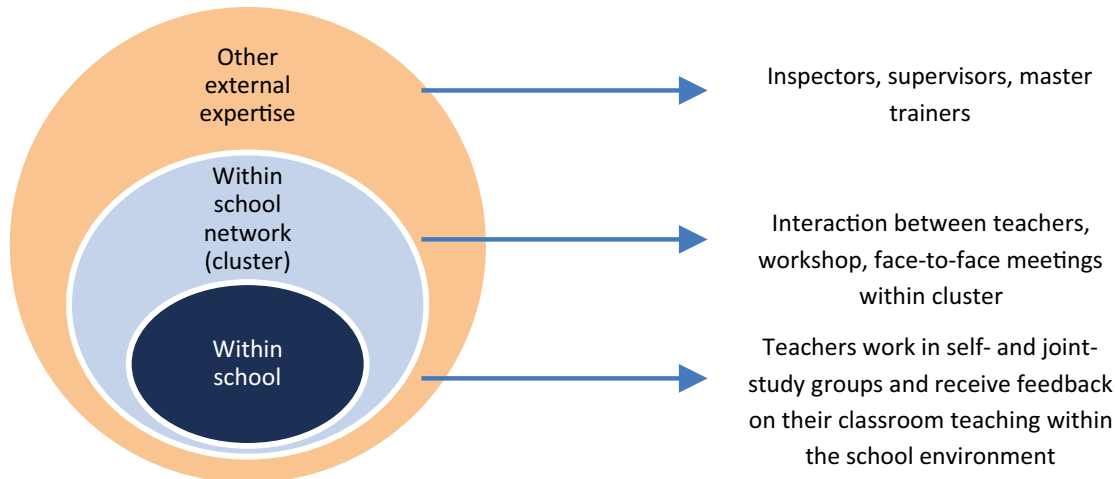 Other
external
expertise
Inspectors, supervisors, master
trainers
Within
school
network
(cluster)
Interaction between teachers,
workshop, face-to-face meetings
within cluster
Within
school
Teachers work in self- and joint-
study groups and receive feedback
on their classroom teaching within
the school environment